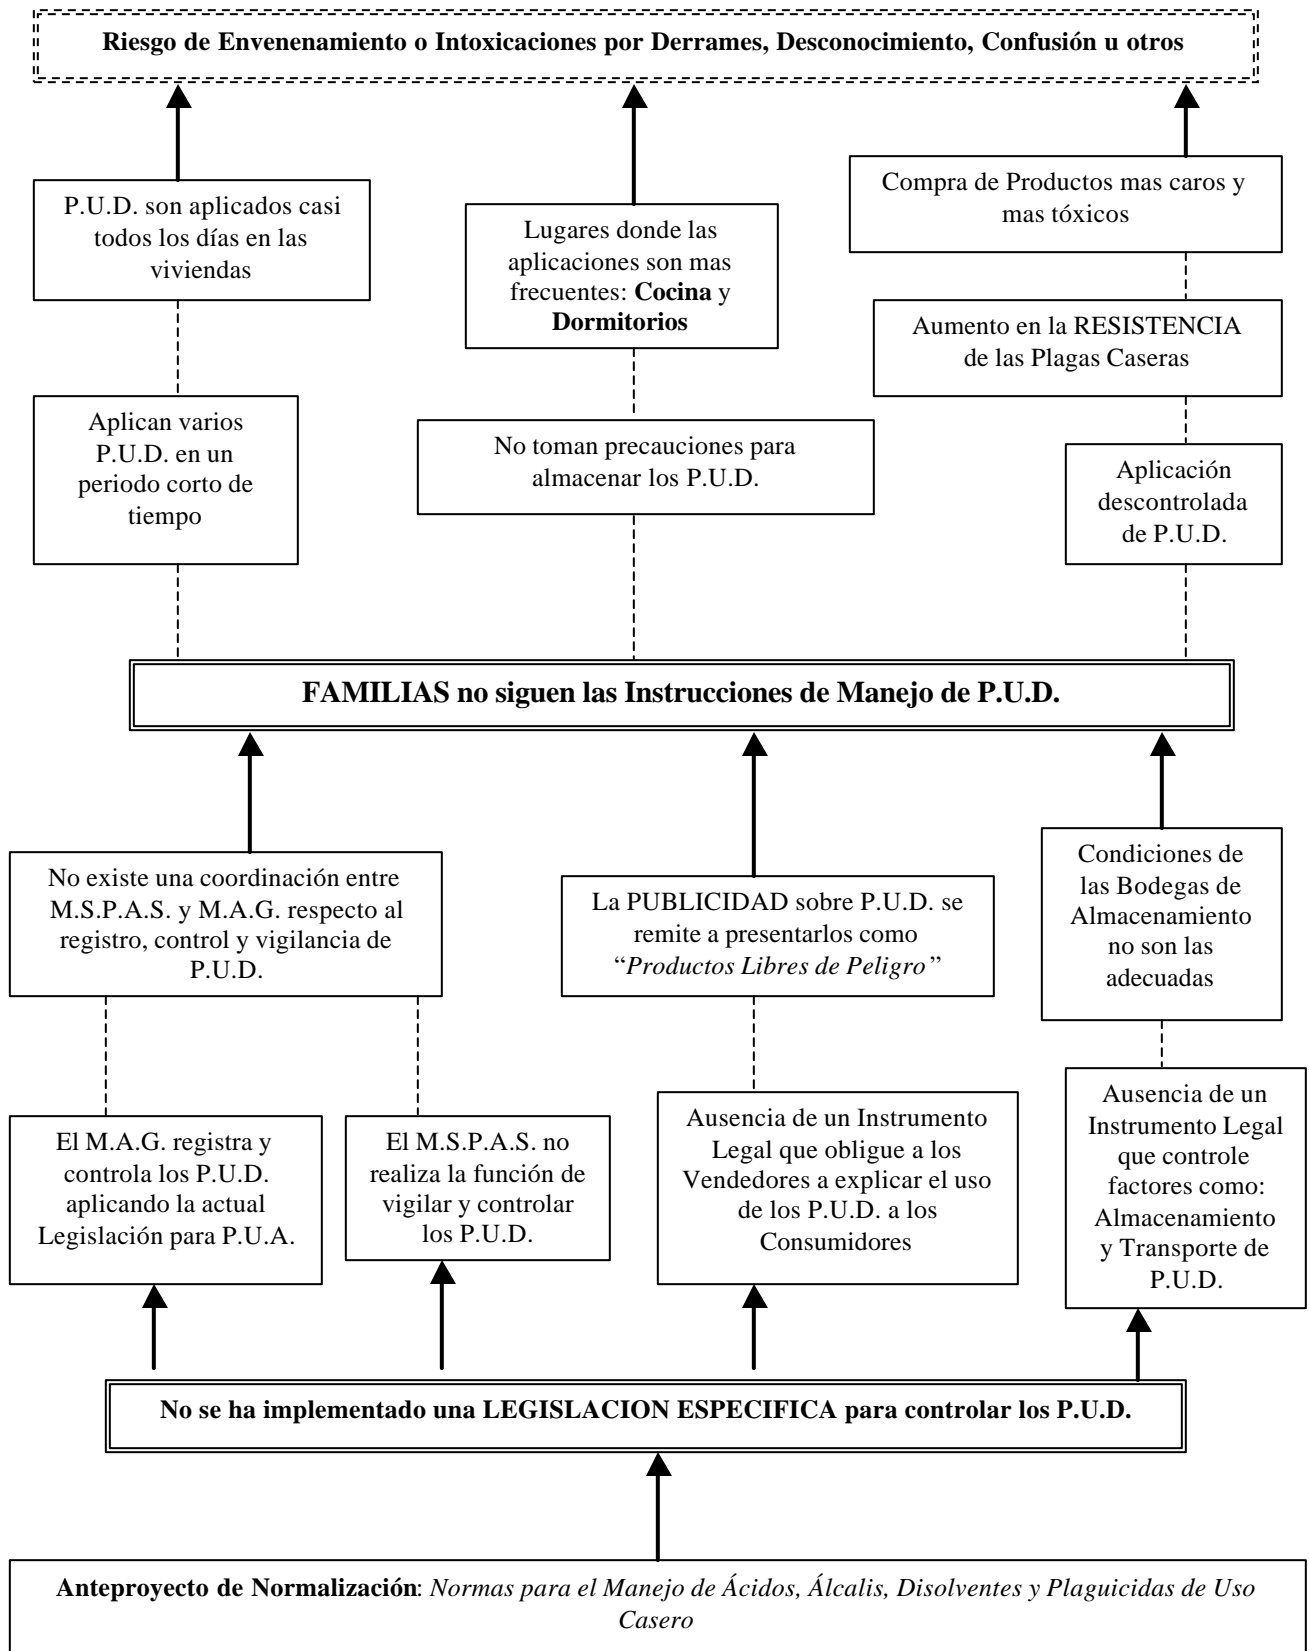 Riesgo de Envenenamiento o Intoxicaciones por Derrames, Desconocimiento, Confusión u otros
P.U.D. son aplicados casi
todos los días en las
viviendas
Lugares donde las
aplicaciones son mas
frecuentes: Cocina y
Dormitorios
Compra de Productos mas caros y
mas tóxicos
Aumento en la RESISTENCIA
de las Plagas Caseras
Aplican varios
P.U.D. en un
periodo corto de
tiempo
No toman precauciones para
almacenar los P.U.D.
Aplicación
descontrolada
de P.U.D.
FAMILIAS no siguen las Instrucciones de Manejo de P.U.D.
No existe una coordinación entre
M.S.P.A.S. y M.A.G. respecto al
registro, control y vigilancia de
P.U.D.
La PUBLICIDAD sobre P.U.D. se
remite a presentarlos como
“Productos Libres de Peligro”
Condiciones de
las Bodegas de
Almacenamiento
no son las
adecuadas
El M.A.G. registra y
controla los P.U.D.
aplicando la actual
Legislación para P.U.A.
El M.S.P.A.S. no
realiza la función de
vigilar y controlar
los P.U.D.
Ausencia de un Instrumento
Legal que obligue a los
Vendedores a explicar el uso
de los P.U.D. a los
Consumidores
Ausencia de un
Instrumento Legal
que controle
factores como:
Almacenamiento
y Transporte de
P.U.D.
No se ha implementado una LEGISLACION ESPECIFICA para controlar los P.U.D.
Anteproyecto de Normalización: Normas para el Manejo de Ácidos, Álcalis, Disolventes y Plaguicidas de Uso
Casero